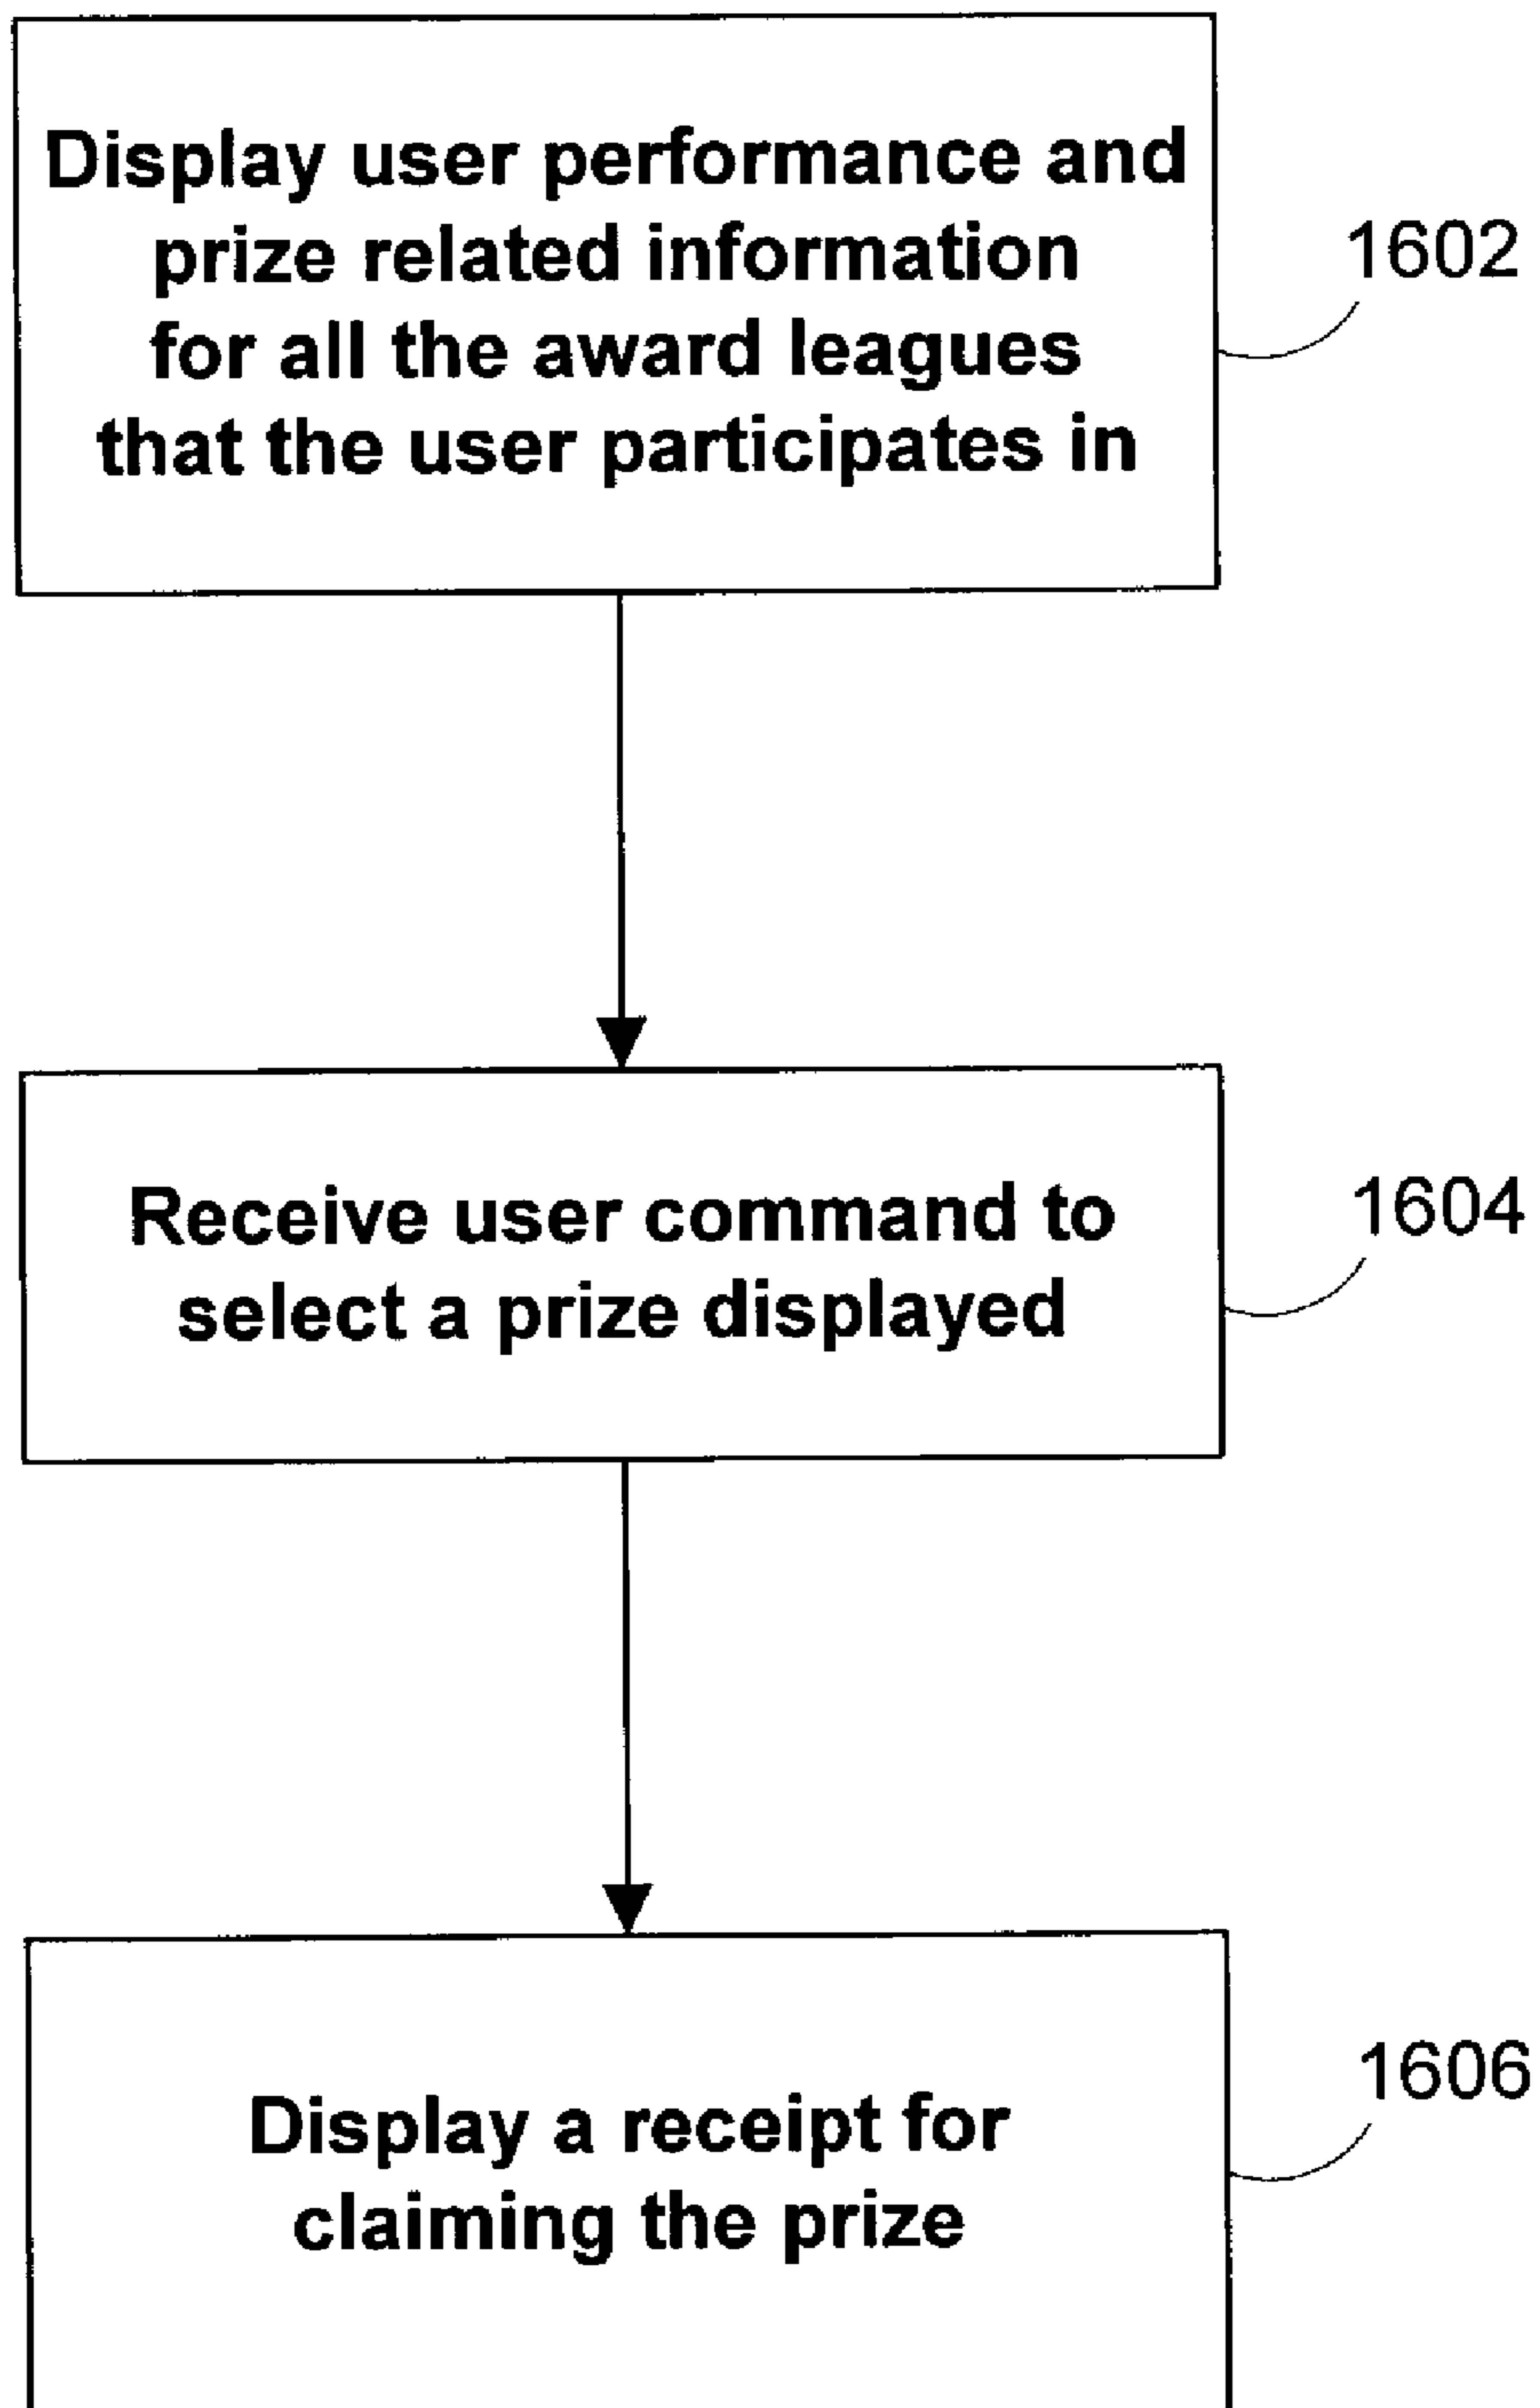 Display user performance and
prize related information
for all the award leagues
that the user participates in
1602
Receive user command to
select a prize displayed
1604
Display a receipt for
claiming the prize
1606